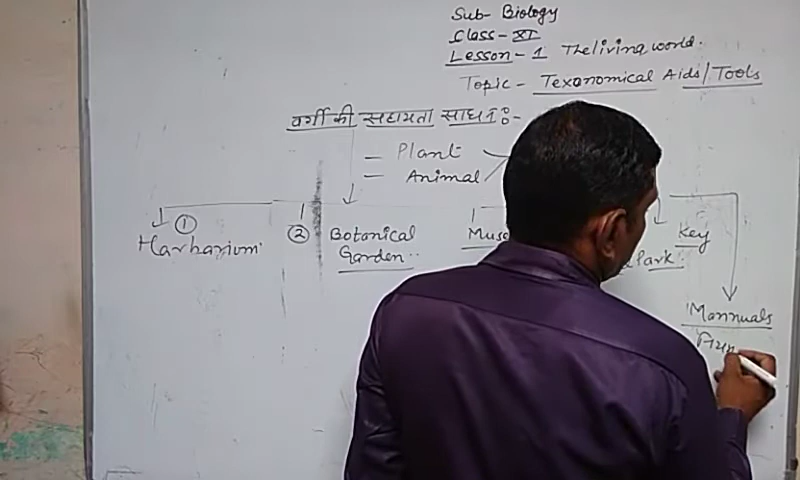 Sub- Biology
Class - XI
Lesson - 1 The living world.
Topic - Texonomical Aids/Tools
वर्गी की सहायता साधन :-
- Plant
- Animal
① Harbarium
② Botonical Garden..
Key
Park.
Mannuals